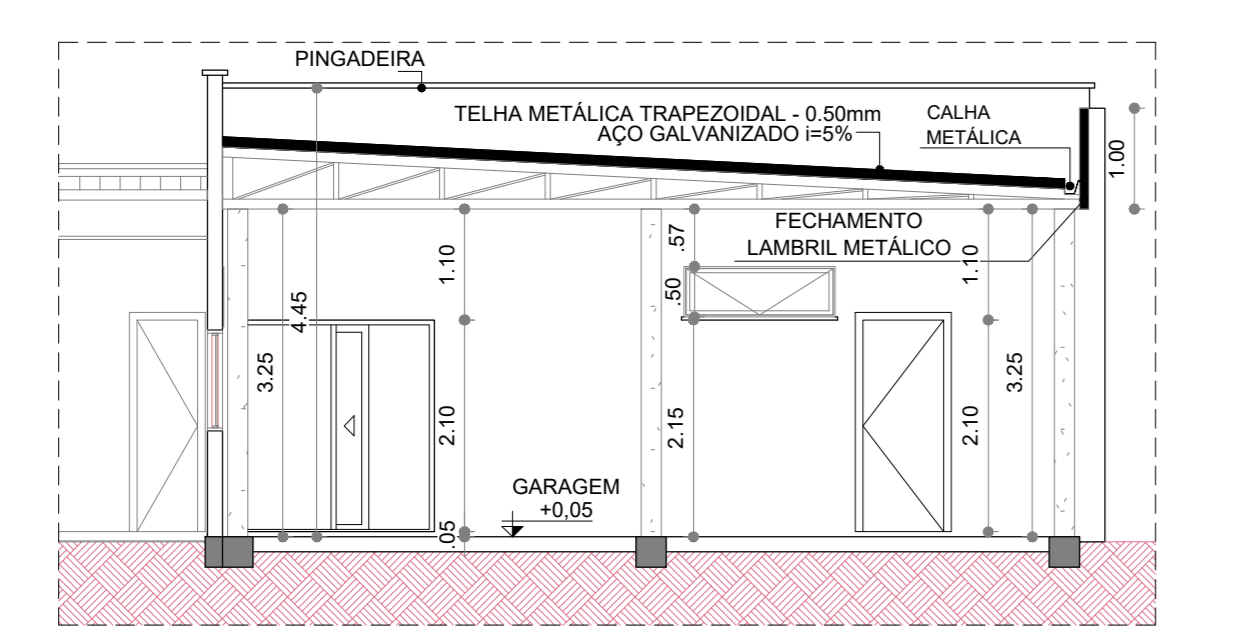 PINGADEIRA
TELHA METÁLICA TRAPEZOIDAL - 0.50mm
AÇO GALVANIZADO i=5%
CALHA
METÁLICA
1.00
FECHAMENTO
LAMBRIL METÁLICO
.57
1.10
1.10
.50
4.45
3.25
3.25
2.10
2.15
2.10
GARAGEM
+0,05
.05